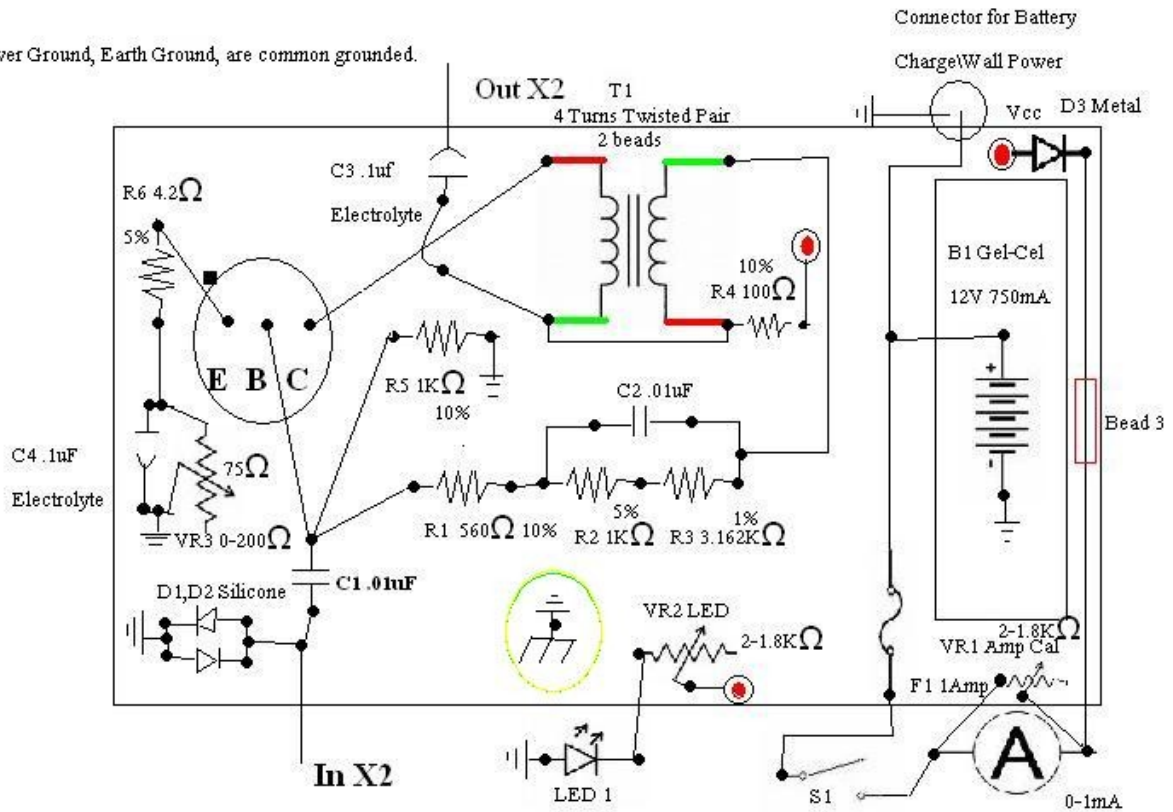 Connector for Battery
ver Ground, Earth Ground, are common grounded.
Charge\Wall Power
Out X2
T1
4 Turns Twisted Pair
2 beads
Vcc
D3 Metal
C3 .1uf
Electrolyte
R6 4.2Ω
5%
10%
R4 100Ω
B1 Gel-Cel
12V 750mA
+
-
E B C
R5 1KΩ
10%
C2 .01uF
Bead 3
C4 .1uF
Electrolyte
75Ω
VR3 0-200Ω
R1 560Ω 10%
5%
R2 1KΩ
1%
R3 3.162KΩ
C1 .01uF
D1,D2 Silicone
VR2 LED
2-1.8KΩ
2-1.8KΩ
VR1 Amp Cal
F1 1Amp
In X2
LED 1
S1
A
0-1mA